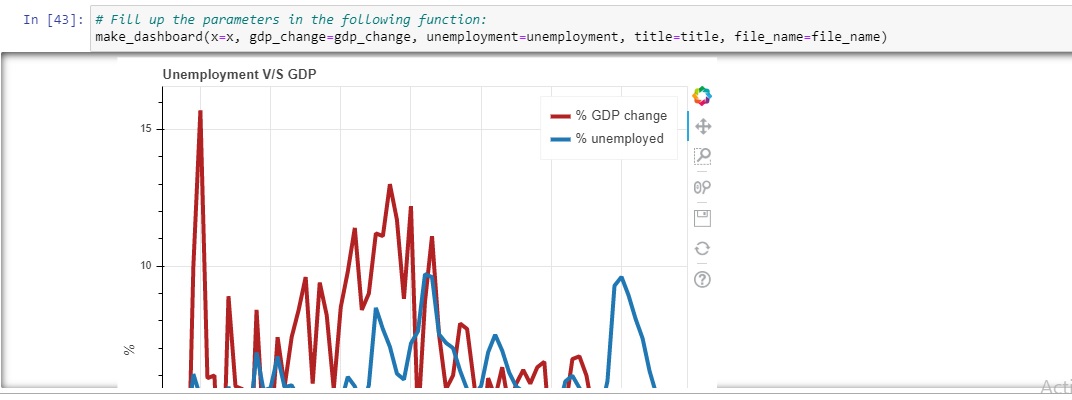 In [43]: # Fill up the parameters in the following function:
make_dashboard(x=x, gdp_change=gdp_change, unemployment=unemployment, title=title, file_name=file_name)
Unemployment V/S GDP
% GDP change
% unemployed
15
10
%
Acti